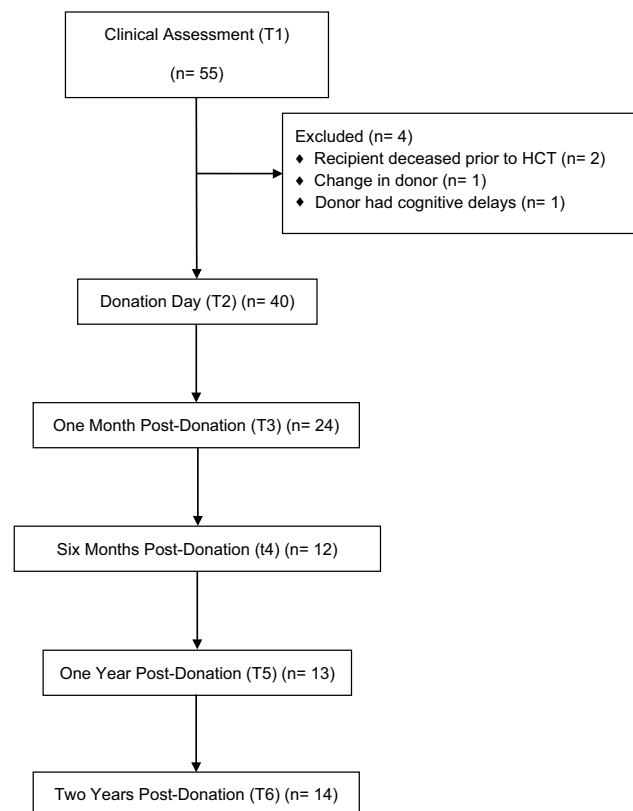 Clinical Assessment (T1)
(n= 55)
Excluded (n= 4)
♦ Recipient deceased prior to HCT (n= 2)
♦ Change in donor (n= 1)
♦ Donor had cognitive delays (n= 1)
Donation Day (T2) (n= 40)
One Month Post-Donation (T3) (n= 24)
Six Months Post-Donation (t4) (n= 12)
One Year Post-Donation (T5) (n= 13)
Two Years Post-Donation (T6) (n= 14)